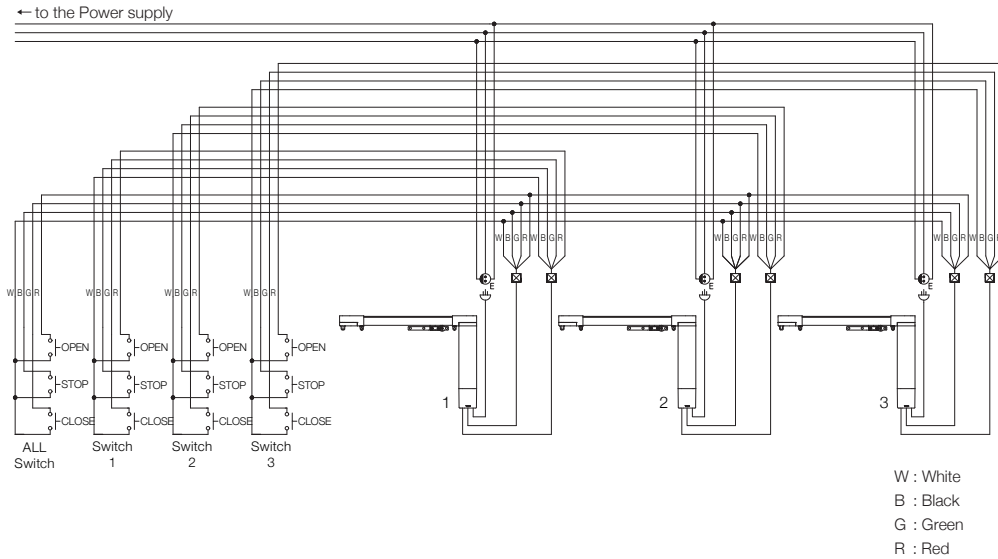 ← to the Power supply
W B G R W B G R W B G R W B G R W B G R W B G R
E E E
W B G R W B G R W B G R W B G R
OPEN OPEN OPEN OPEN
STOP STOP STOP STOP
CLOSE CLOSE CLOSE CLOSE
1 2 3
ALL Switch
Switch 1
Switch 2
Switch 3
W : White
B : Black
G : Green
R : Red